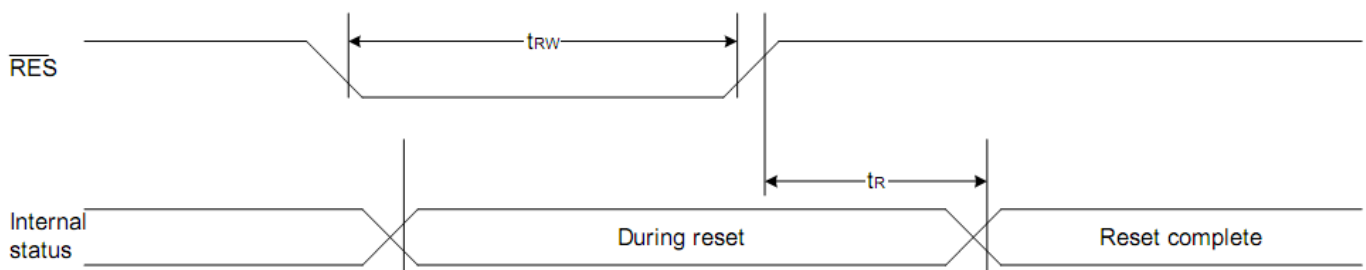 tRW
RES
tR
Internal
status
During reset
Reset complete